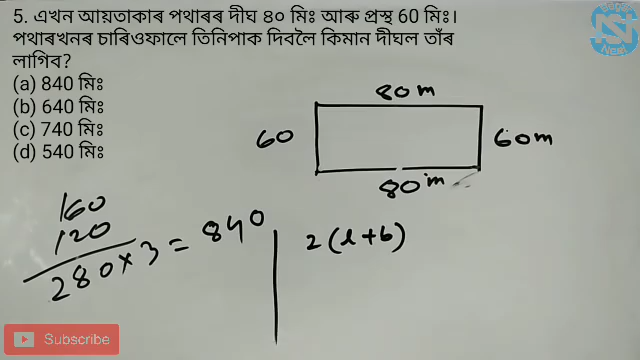 5. এখন আয়তাকাৰ পথাৰৰ দীঘ ৪০ মিঃ আৰু প্ৰস্থ 60 মিঃ।
পথাৰখনৰ চাৰিওফালে তিনিপাক দিবলৈ কিমান দীঘল তাঁৰ
লাগিব?
(a) 840 মিঃ
(b) 640 মিঃ
(c) 740 মিঃ
(d) 540 মিঃ
80 m
60
60m
80 m
160
120
280 × 3 = 840
2 (l + b)
Subscribe